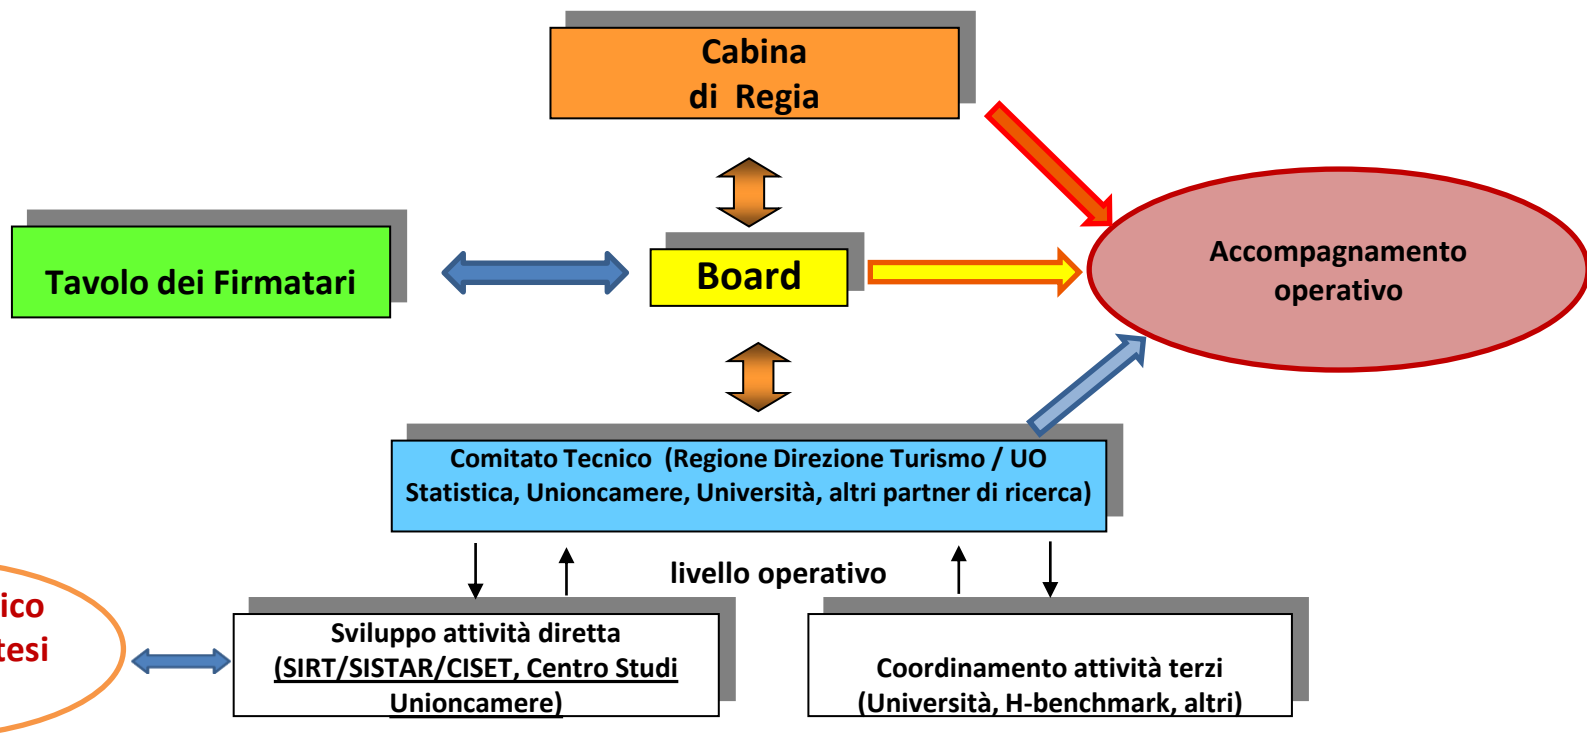 Cabina
di Regia
Tavolo dei Firmatari
Board
Accompagnamento
operativo
Comitato Tecnico (Regione Direzione Turismo / UO
Statistica, Unioncamere, Università, altri partner di ricerca)
livello operativo
Sviluppo attività diretta
(SIRT/SISTAR/CISET, Centro Studi
Unioncamere)
Coordinamento attività terzi
(Università, H-benchmark, altri)